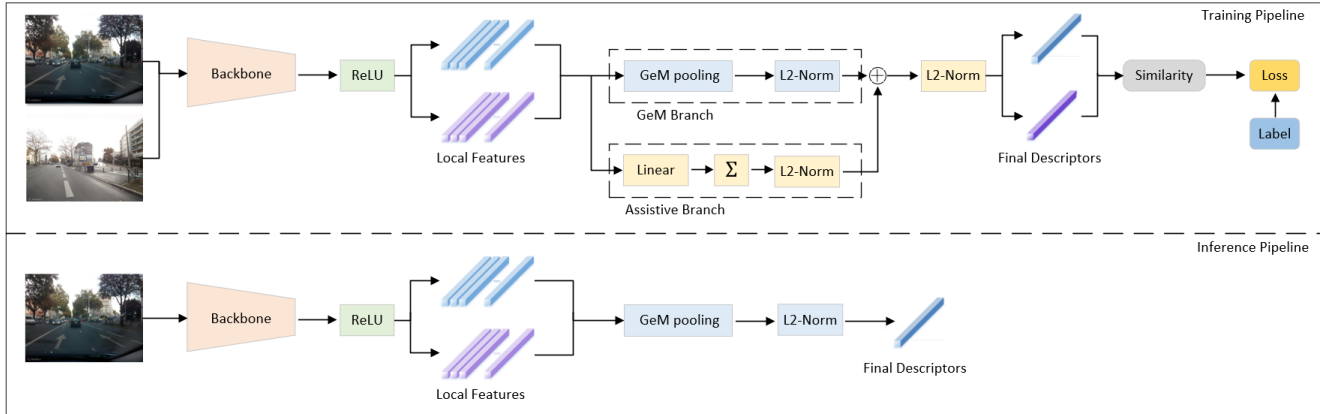 Training Pipeline
Backbone
ReLU
Local Features
GeM pooling
L2-Norm
GeM Branch
Linear
Σ
L2-Norm
Assistive Branch
L2-Norm
Final Descriptors
Similarity
Loss
Label
Inference Pipeline
Backbone
ReLU
Local Features
GeM pooling
L2-Norm
Final Descriptors